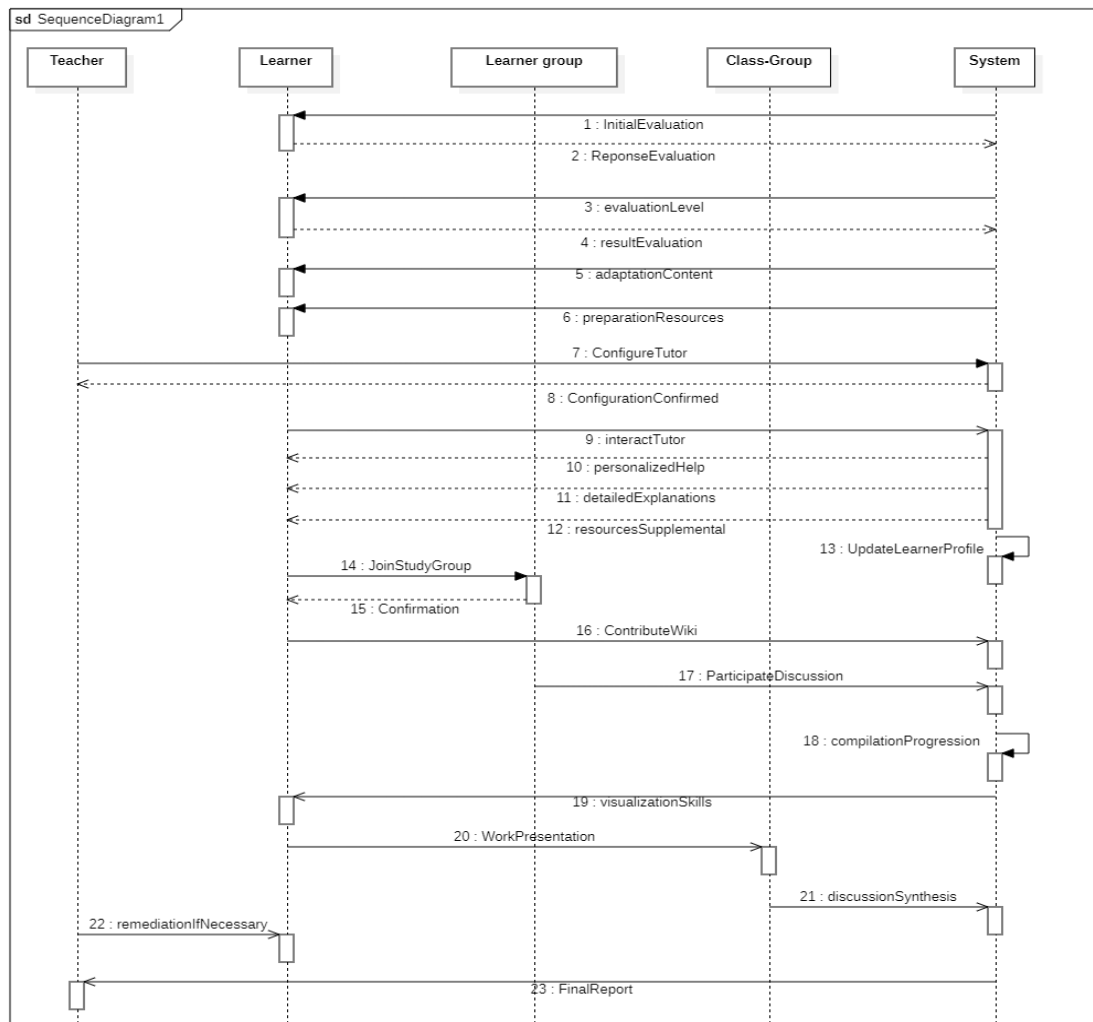 sd SequenceDiagram1
Teacher
Learner
Learner group
Class-Group
System
1 : InitialEvaluation
2 : ReponseEvaluation
3 : evaluationLevel
4 : resultEvaluation
5 : adaptationContent
6 : preparationResources
7 : ConfigureTutor
8 : ConfigurationConfirmed
9 : interactTutor
10 : personalizedHelp
11 : detailedExplanations
12 : resourcesSupplemental
13 : UpdateLearnerProfile
14 : JoinStudyGroup
15 : Confirmation
16 : ContributeWiki
17 : ParticipateDiscussion
18 : compilationProgression
19 : visualizationSkills
20 : WorkPresentation
21 : discussionSynthesis
22 : remediationIfNecessary
23 : FinalReport